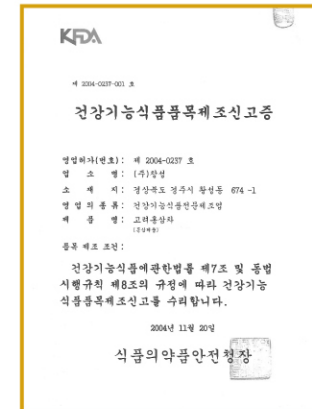 KFDA
제 2004-0237-001 호
건강기능식품품목제조신고증
영업허가(번호): 제 2004-0237 호
업 소 명: (주)창성
소 재 지: 경상북도 경주시 황성동 674 -1
영업의종류: 건강기능식품전문제조업
제 품 명: 고려홍삼차
품목 제조 조건:
건강기능식품에관한법률 제7조 및 동법
시행규칙 제8조의 규정에 따라 건강기능
식품품목제조신고를 수리합니다.
2004년 11월 20일
식품의약품안전청장